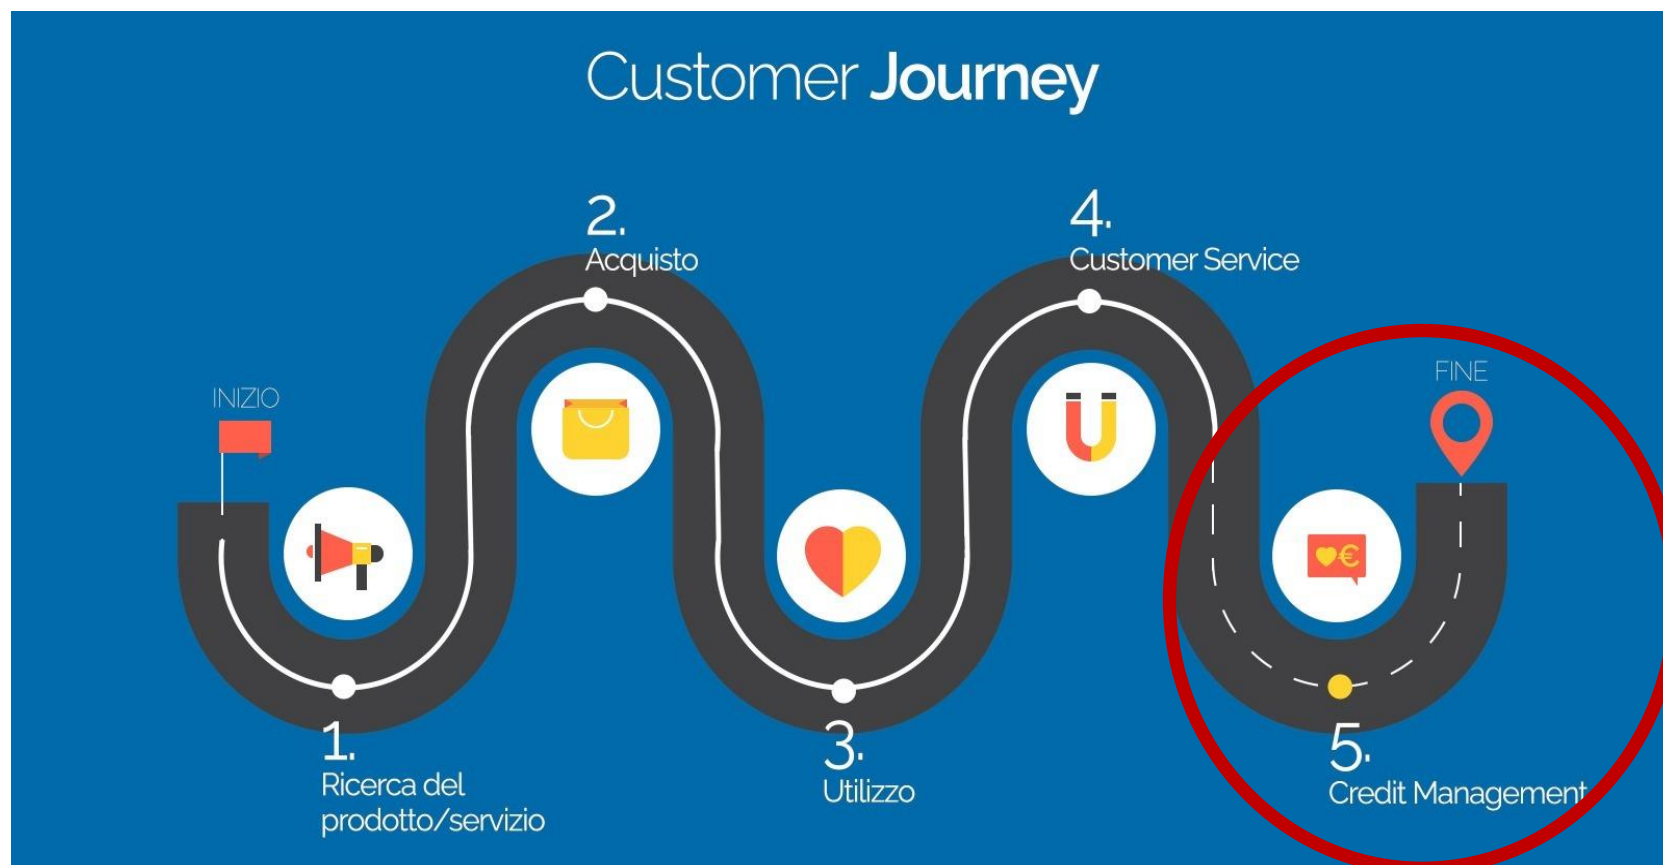 Customer Journey
INIZIO
1.
Ricerca del
prodotto/servizio
2.
Acquisto
3.
Utilizzo
4.
Customer Service
5.
Credit Management
FINE
€